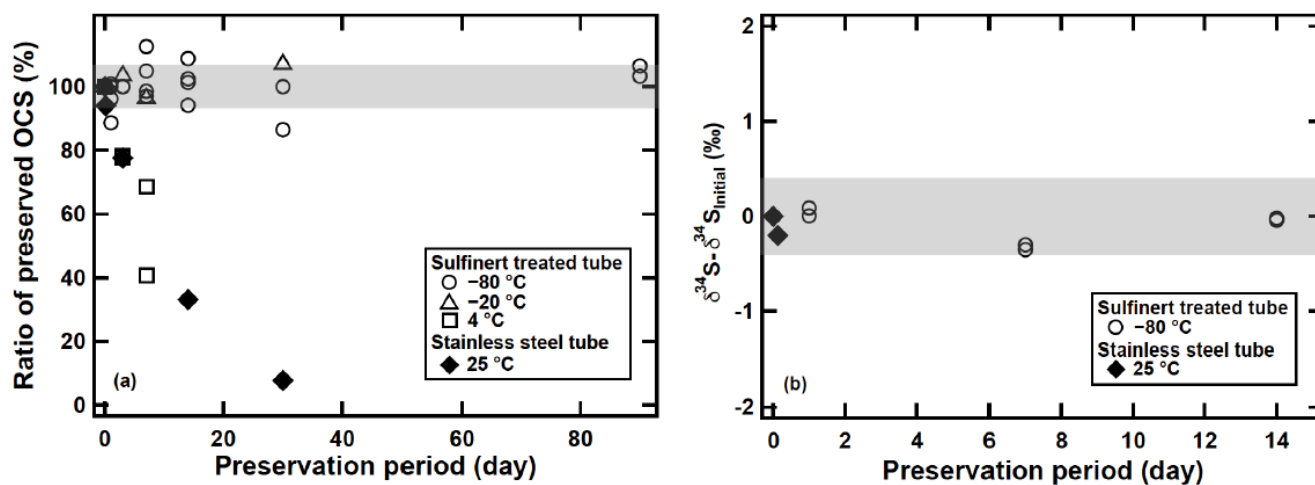 Ratio of preserved OCS (%)
100
80
60
40
20
0
(a)
Sulfinert treated tube
−80 °C
−20 °C
4 °C
Stainless steel tube
25 °C
0 20 40 60 80
Preservation period (day)
δ³⁴S-δ³⁴S_Initial (‰)
2
1
0
-1
-2
(b)
Sulfinert treated tube
−80 °C
Stainless steel tube
25 °C
0 2 4 6 8 10 12 14
Preservation period (day)